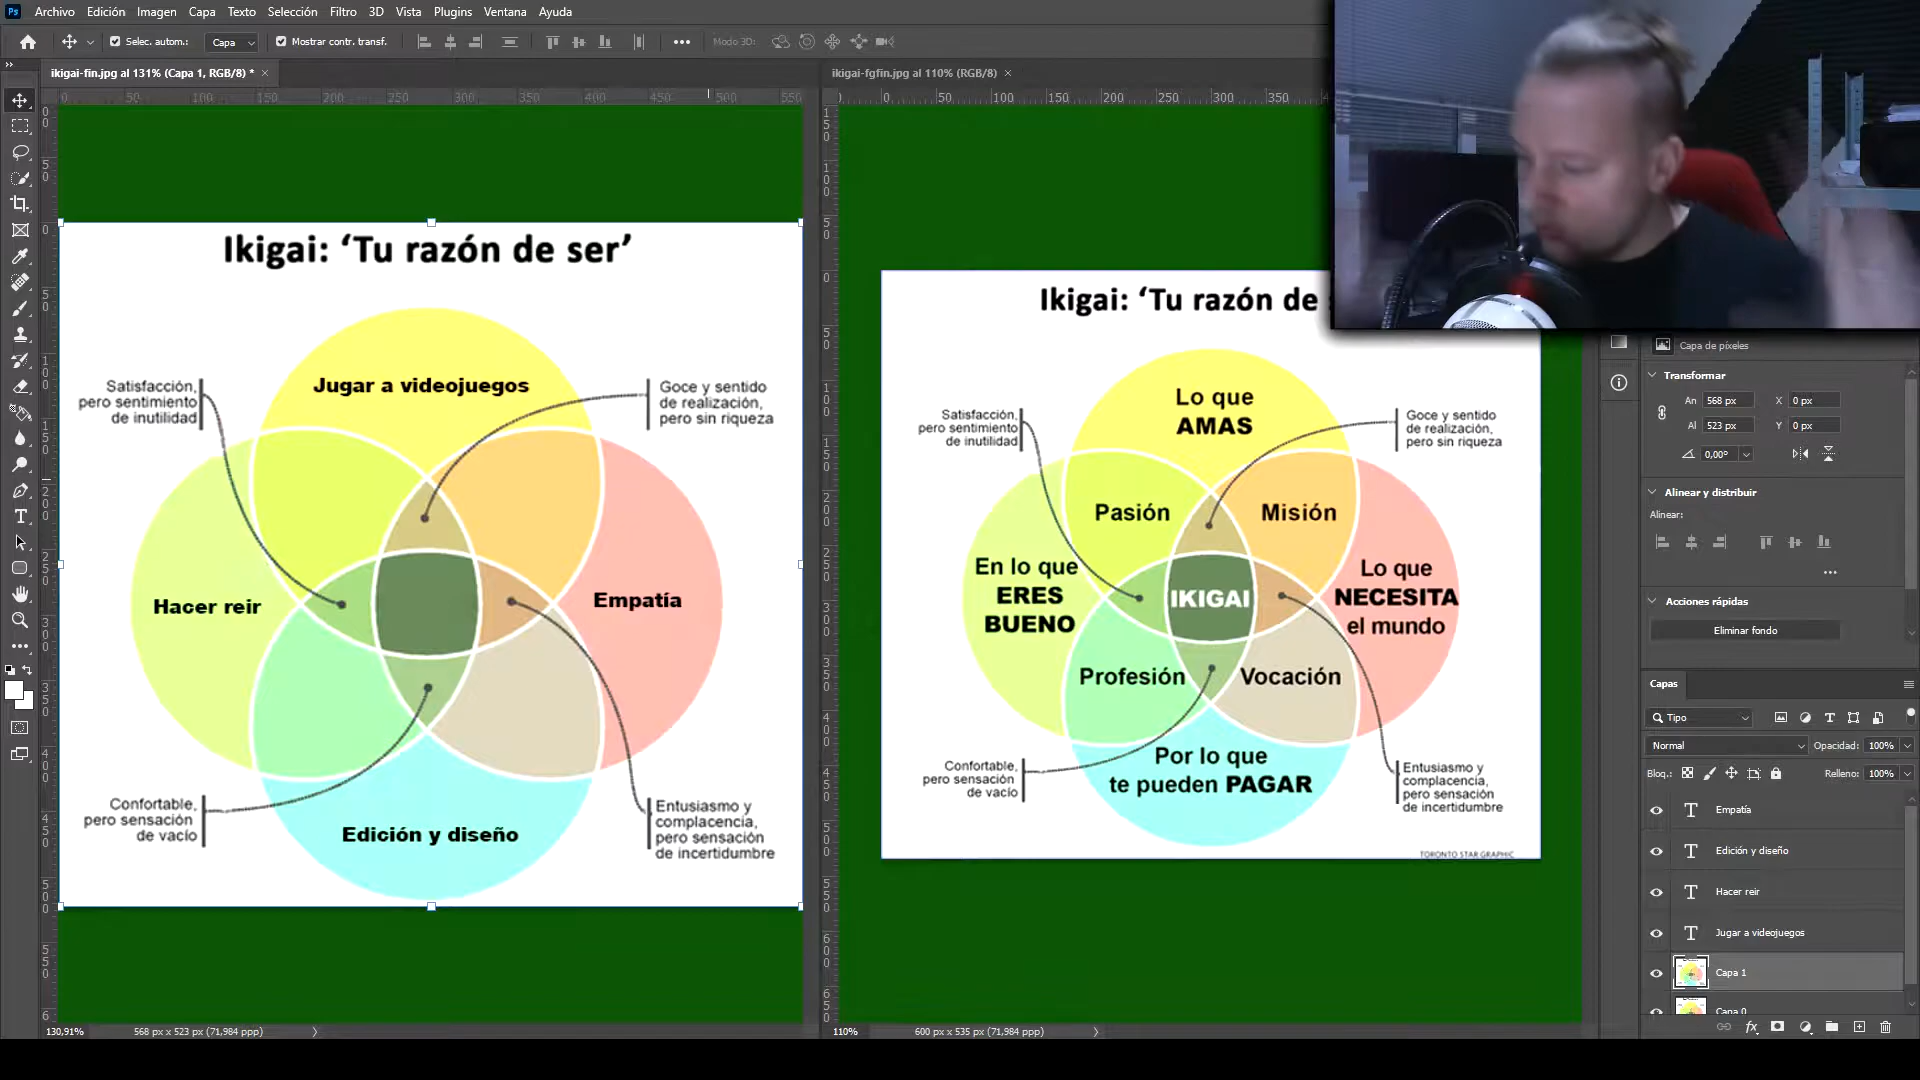 Archivo Edición Imagen Capa Texto Selección Filtro 3D Vista Plugins Ventana Ayuda
Selec. autom.: Capa Mostrar contr. transf. Modo 3D:
ikigai-fin.jpg al 131% (Capa 1, RGB/8) *
ikigai-fgfin.jpg al 110% (RGB/8)
Ikigai: ‘Tu razón de ser’
Satisfacción,
pero sentimiento
de inutilidad
Jugar a videojuegos
Goce y sentido
de realización,
pero sin riqueza
Hacer reir
Empatía
Confortable,
pero sensación
de vacío
Edición y diseño
Entusiasmo y
complacencia,
pero sensación
de incertidumbre
130,91% 568 px x 523 px (71,984 ppp)
Ikigai: ‘Tu razón de
Satisfacción,
pero sentimiento
de inutilidad
Lo que
AMAS
Goce y sentido
de realización,
pero sin riqueza
Pasión
Misión
En lo que
ERES
BUENO
IKIGAI
Lo que
NECESITA
el mundo
Profesión
Vocación
Confortable,
pero sensación
de vacío
Por lo que
te pueden PAGAR
Entusiasmo y
complacencia,
pero sensación
de incertidumbre
TORONTO STAR GRAPHIC
110% 600 px x 535 px (71,984 ppp)
Capa de píxeles
Transformar
An 568 px X 0 px
Al 523 px Y 0 px
0,00°
Alinear y distribuir
Alinear:
Acciones rápidas
Eliminar fondo
Capas
Tipo
Normal Opacidad: 100%
Bloq.: Relleno: 100%
Empatía
Edición y diseño
Hacer reir
Jugar a videojuegos
Capa 1
Capa 0